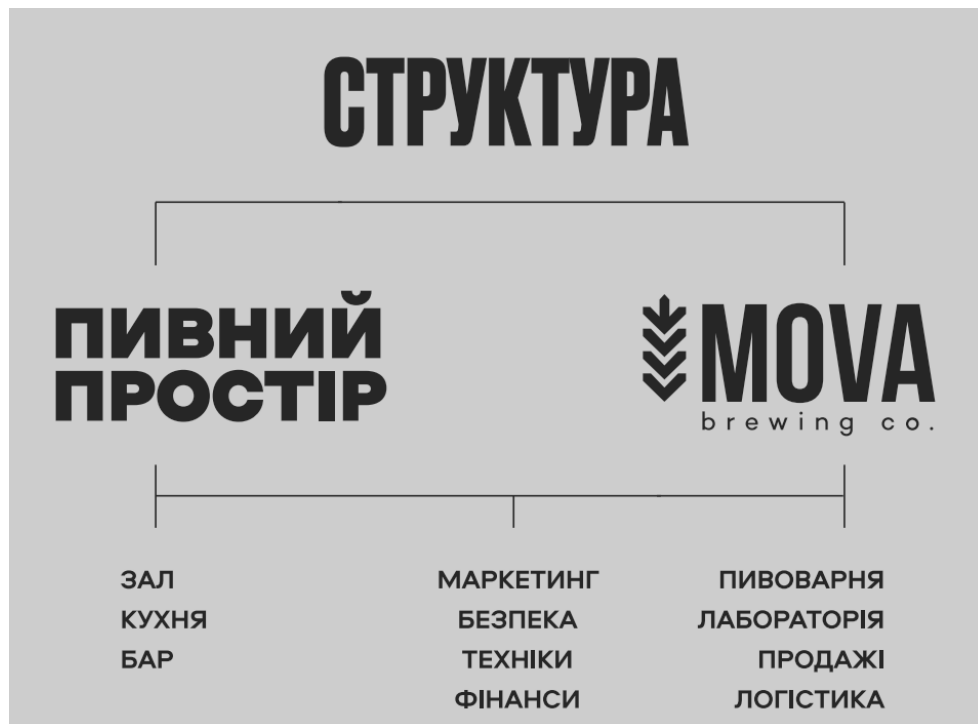 СТРУКТУРА
ПИВНИЙ
ПРОСТІР
MOVA
brewing co.
ЗАЛ
КУХНЯ
БАР
МАРКЕТИНГ
БЕЗПЕКА
ТЕХНІКИ
ФІНАНСИ
ПИВОВАРНЯ
ЛАБОРАТОРІЯ
ПРОДАЖІ
ЛОГІСТИКА